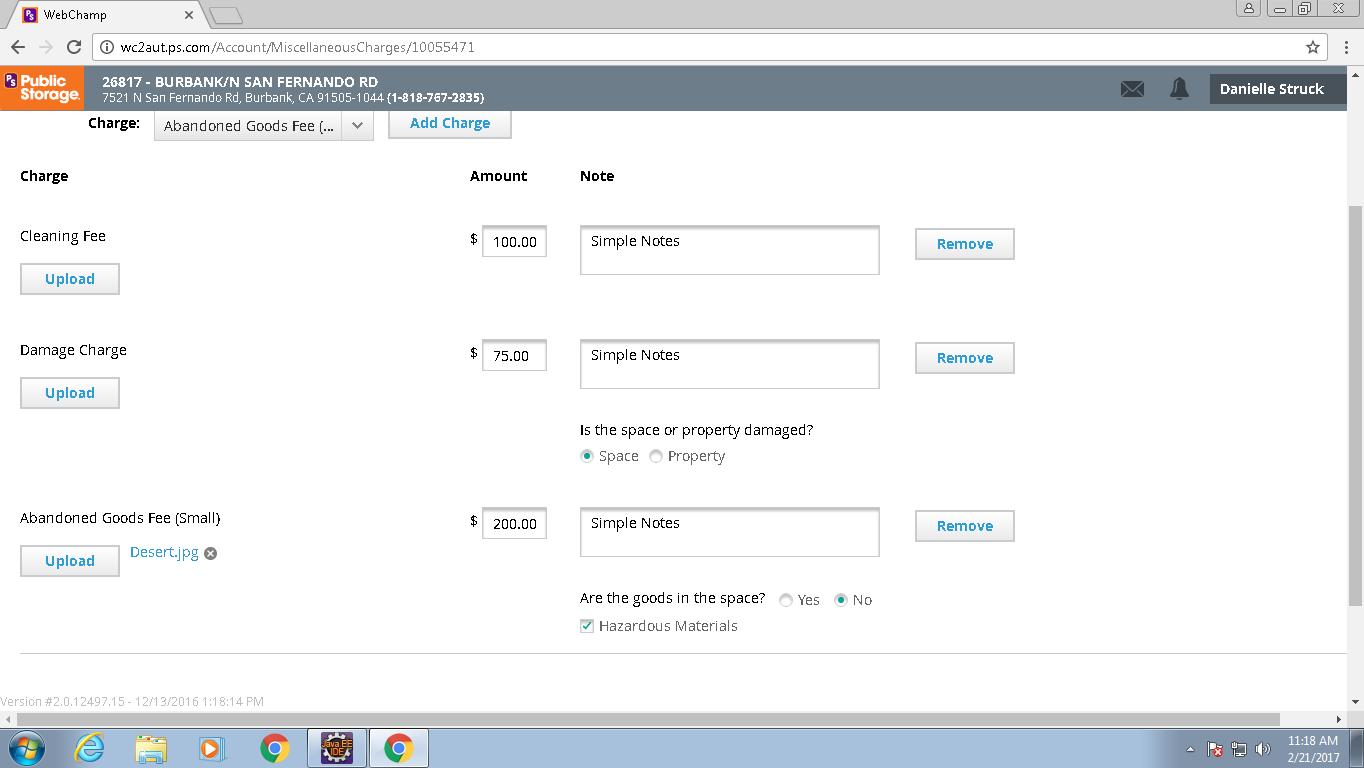 WebChamp
wc2aut.ps.com/Account/MiscellaneousCharges/10055471
Public Storage.
26817 - BURBANK/N SAN FERNANDO RD
7521 N San Fernando Rd, Burbank, CA 91505-1044 (1-818-767-2835)
Danielle Struck
Charge: Abandoned Goods Fee (... Add Charge
Charge Amount Note
Cleaning Fee $ 100.00 Simple Notes Remove
Upload
Damage Charge $ 75.00 Simple Notes Remove
Upload
Is the space or property damaged?
Space Property
Abandoned Goods Fee (Small) $ 200.00 Simple Notes Remove
Upload Desert.jpg
Are the goods in the space? Yes No
Hazardous Materials
Version #2.0.12497.15 - 12/13/2016 1:18:14 PM
Java EE
IDE
11:18 AM
2/21/2017